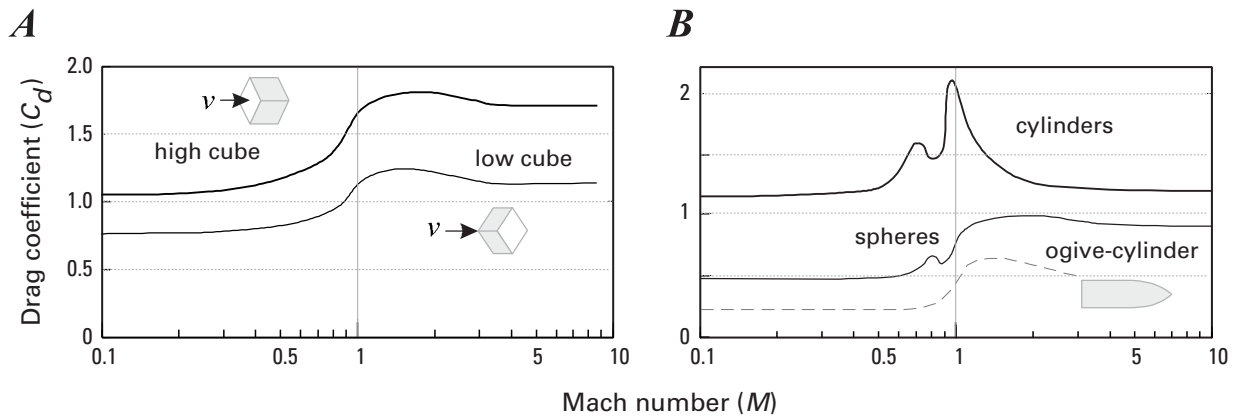 A
Drag coefficient (Cd)
2.0
1.5
1.0
0.5
0
v
high cube
low cube
v
0.1
0.5
1
5
10
B
2
1
0
cylinders
spheres
ogive-cylinder
0.1
0.5
1
5
10
Mach number (M)